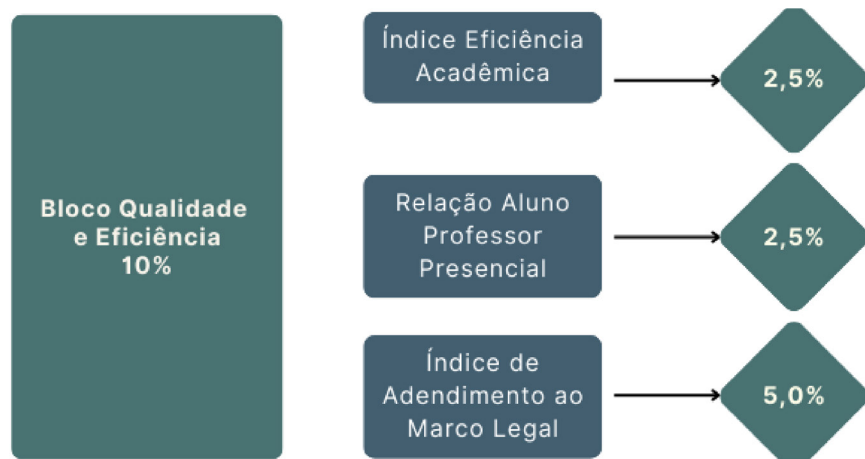 Bloco Qualidade
e Eficiência
10%
Índice Eficiência
Acadêmica
2,5%
Relação Aluno
Professor
Presencial
2,5%
Índice de
Adendimento ao
Marco Legal
5,0%